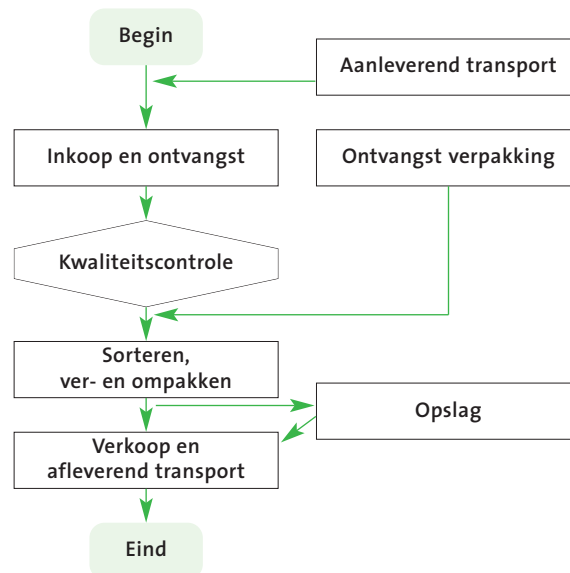 Begin
Aanleverend transport
Inkoop en ontvangst
Ontvangst verpakking
Kwaliteitscontrole
Sorteren,
ver- en ompakken
Opslag
Verkoop en
afleverend transport
Eind